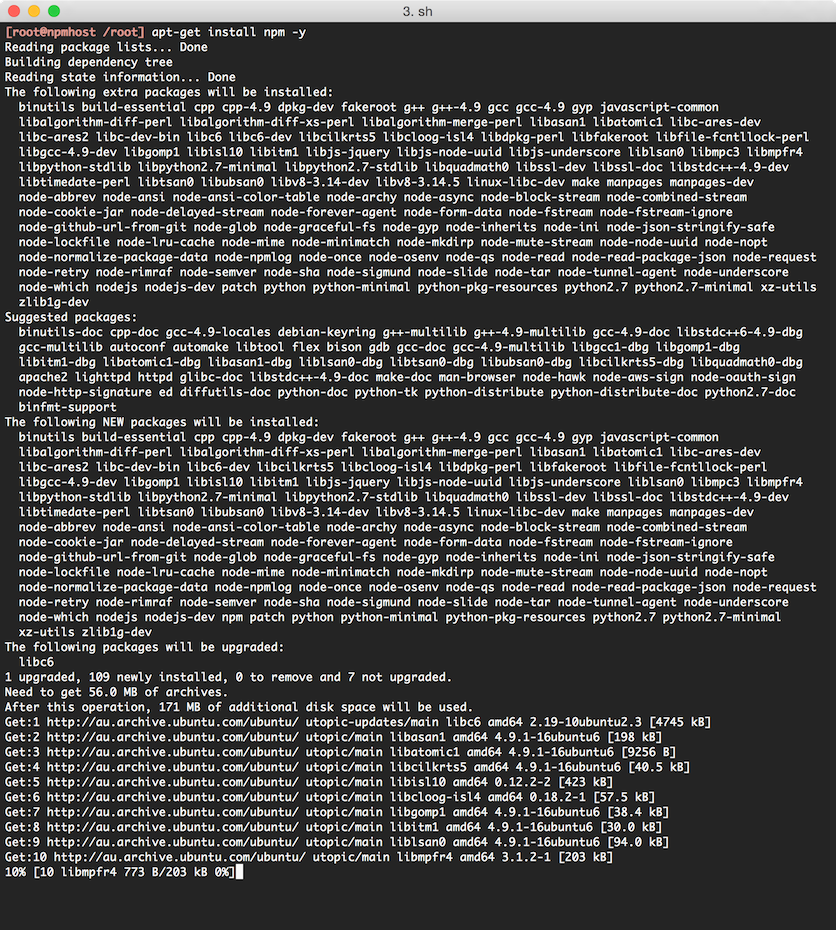 3. sh
[root@npmhost /root] apt-get install npm -y
Reading package lists... Done
Building dependency tree
Reading state information... Done
The following extra packages will be installed:
  binutils build-essential cpp cpp-4.9 dpkg-dev fakeroot g++ g++-4.9 gcc gcc-4.9 gyp javascript-common
  libalgorithm-diff-perl libalgorithm-diff-xs-perl libalgorithm-merge-perl libasan1 libatomic1 libc-ares-dev
  libc-ares2 libc-dev-bin libc6 libc6-dev libcilkrts5 libcloog-isl4 libdpkg-perl libfakeroot libfile-fcntllock-perl
  libgcc-4.9-dev libgomp1 libisl10 libitm1 libjs-jquery libjs-node-uuid libjs-underscore liblsan0 libmpc3 libmpfr4
  libpython-stdlib libpython2.7-minimal libpython2.7-stdlib libquadmath0 libssl-dev libssl-doc libstdc++-4.9-dev
  libtimedate-perl libtsan0 libubsan0 libv8-3.14-dev libv8-3.14.5 linux-libc-dev make manpages manpages-dev
  node-abbrev node-ansi node-ansi-color-table node-archy node-async node-block-stream node-combined-stream
  node-cookie-jar node-delayed-stream node-forever-agent node-form-data node-fstream node-fstream-ignore
  node-github-url-from-git node-glob node-graceful-fs node-gyp node-inherits node-ini node-json-stringify-safe
  node-lockfile node-lru-cache node-mime node-minimatch node-mkdirp node-mute-stream node-node-uuid node-nopt
  node-normalize-package-data node-npmlog node-once node-osenv node-qs node-read node-read-package-json node-request
  node-retry node-rimraf node-semver node-sha node-sigmund node-slide node-tar node-tunnel-agent node-underscore
  node-which nodejs nodejs-dev patch python python-minimal python-pkg-resources python2.7 python2.7-minimal xz-utils
  zlib1g-dev
Suggested packages:
  binutils-doc cpp-doc gcc-4.9-locales debian-keyring g++-multilib g++-4.9-multilib gcc-4.9-doc libstdc++6-4.9-dbg
  gcc-multilib autoconf automake libtool flex bison gdb gcc-doc gcc-4.9-multilib libgcc1-dbg libgomp1-dbg
  libitm1-dbg libatomic1-dbg libasan1-dbg liblsan0-dbg libtsan0-dbg libubsan0-dbg libcilkrts5-dbg libquadmath0-dbg
  apache2 lighttpd httpd glibc-doc libstdc++-4.9-doc make-doc man-browser node-hawk node-aws-sign node-oauth-sign
  node-http-signature ed diffutils-doc python-doc python-tk python-distribute python-distribute-doc python2.7-doc
  binfmt-support
The following NEW packages will be installed:
  binutils build-essential cpp cpp-4.9 dpkg-dev fakeroot g++ g++-4.9 gcc gcc-4.9 gyp javascript-common
  libalgorithm-diff-perl libalgorithm-diff-xs-perl libalgorithm-merge-perl libasan1 libatomic1 libc-ares-dev
  libc-ares2 libc-dev-bin libc6-dev libcilkrts5 libcloog-isl4 libdpkg-perl libfakeroot libfile-fcntllock-perl
  libgcc-4.9-dev libgomp1 libisl10 libitm1 libjs-jquery libjs-node-uuid libjs-underscore liblsan0 libmpc3 libmpfr4
  libpython-stdlib libpython2.7-minimal libpython2.7-stdlib libquadmath0 libssl-dev libssl-doc libstdc++-4.9-dev
  libtimedate-perl libtsan0 libubsan0 libv8-3.14-dev libv8-3.14.5 linux-libc-dev make manpages manpages-dev
  node-abbrev node-ansi node-ansi-color-table node-archy node-async node-block-stream node-combined-stream
  node-cookie-jar node-delayed-stream node-forever-agent node-form-data node-fstream node-fstream-ignore
  node-github-url-from-git node-glob node-graceful-fs node-gyp node-inherits node-ini node-json-stringify-safe
  node-lockfile node-lru-cache node-mime node-minimatch node-mkdirp node-mute-stream node-node-uuid node-nopt
  node-normalize-package-data node-npmlog node-once node-osenv node-qs node-read node-read-package-json node-request
  node-retry node-rimraf node-semver node-sha node-sigmund node-slide node-tar node-tunnel-agent node-underscore
  node-which nodejs nodejs-dev npm patch python python-minimal python-pkg-resources python2.7 python2.7-minimal
  xz-utils zlib1g-dev
The following packages will be upgraded:
  libc6
1 upgraded, 109 newly installed, 0 to remove and 7 not upgraded.
Need to get 56.0 MB of archives.
After this operation, 171 MB of additional disk space will be used.
Get:1 http://au.archive.ubuntu.com/ubuntu/ utopic-updates/main libc6 amd64 2.19-10ubuntu2.3 [4745 kB]
Get:2 http://au.archive.ubuntu.com/ubuntu/ utopic/main libasan1 amd64 4.9.1-16ubuntu6 [198 kB]
Get:3 http://au.archive.ubuntu.com/ubuntu/ utopic/main libatomic1 amd64 4.9.1-16ubuntu6 [9256 B]
Get:4 http://au.archive.ubuntu.com/ubuntu/ utopic/main libcilkrts5 amd64 4.9.1-16ubuntu6 [40.5 kB]
Get:5 http://au.archive.ubuntu.com/ubuntu/ utopic/main libisl10 amd64 0.12.2-2 [423 kB]
Get:6 http://au.archive.ubuntu.com/ubuntu/ utopic/main libcloog-isl4 amd64 0.18.2-1 [57.5 kB]
Get:7 http://au.archive.ubuntu.com/ubuntu/ utopic/main libgomp1 amd64 4.9.1-16ubuntu6 [38.4 kB]
Get:8 http://au.archive.ubuntu.com/ubuntu/ utopic/main libitm1 amd64 4.9.1-16ubuntu6 [30.0 kB]
Get:9 http://au.archive.ubuntu.com/ubuntu/ utopic/main liblsan0 amd64 4.9.1-16ubuntu6 [94.0 kB]
Get:10 http://au.archive.ubuntu.com/ubuntu/ utopic/main libmpfr4 amd64 3.1.2-1 [203 kB]
10% [10 libmpfr4 773 B/203 kB 0%]